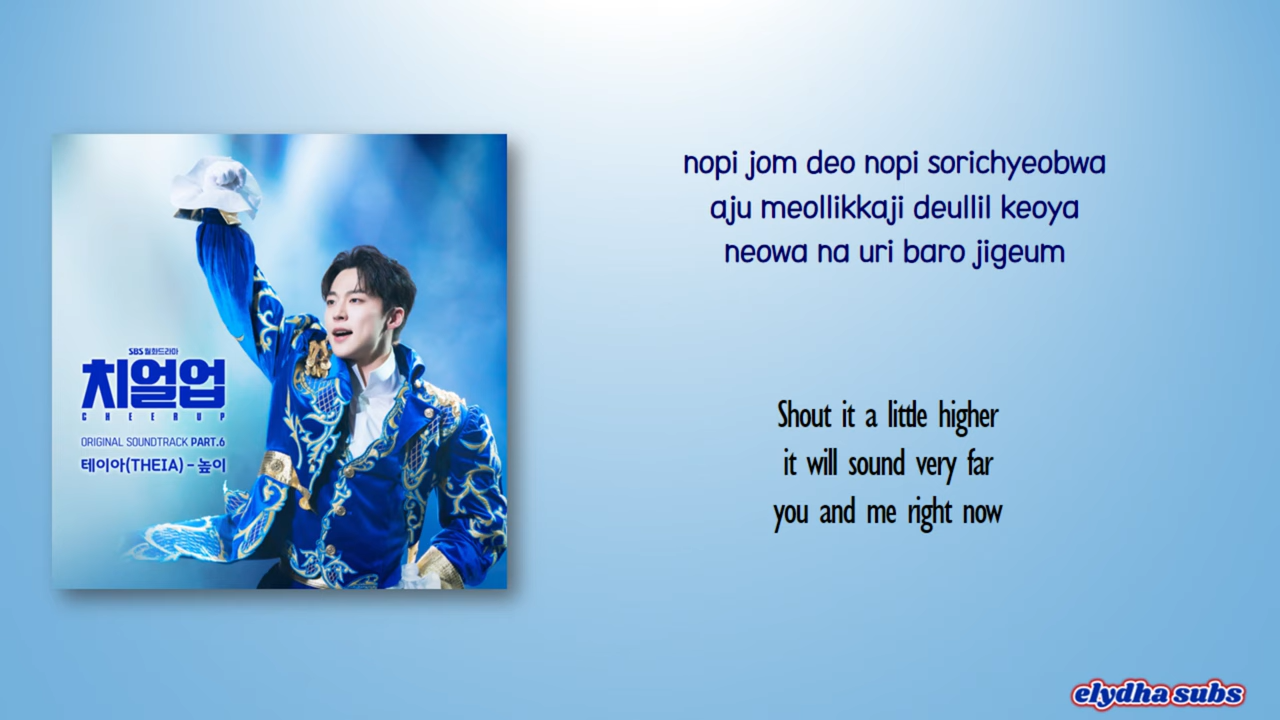 SBS 월화드라마
치얼업
CHEERUP
ORIGINAL SOUNDTRACK PART.6
테이아(THEIA) – 높이
nopi jom deo nopi sorichyeobwa
aju meollikkaji deullil keoya
neowa na uri baro jigeum
Shout it a little higher
it will sound very far
you and me right now
elydha subs